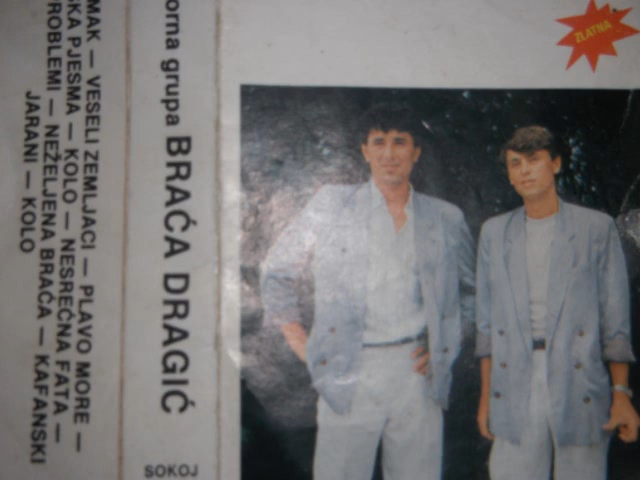 MAK — VESELI ZEMLJACI — PLAVO MORE —
KA PJESMA — KOLO — NESREĆNA FATA —
ROBLEMI — NEŽELJENA BRAĆA — KAFANSKI
JARANI — KOLO
orna grupa BRAĆA DRAGIĆ
SOKOJ
ZLATNA